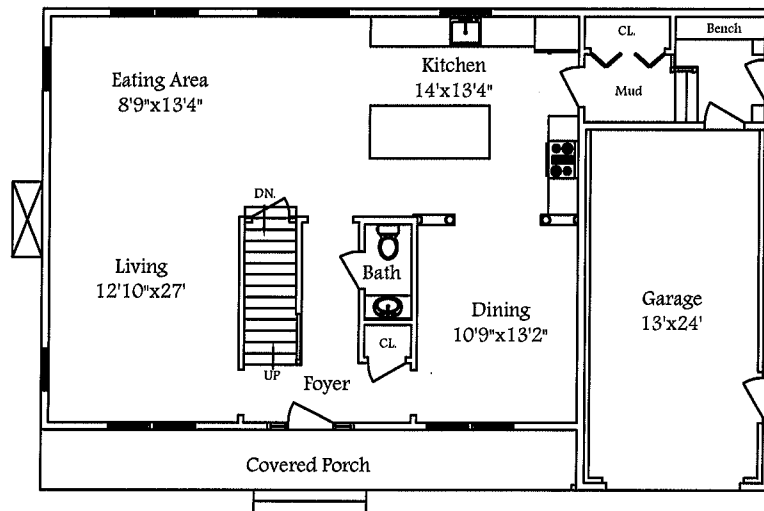 CL.
Bench
Eating Area
8'9"x13'4"
Kitchen
14'x13'4"
Mud
DN.
Living
12'10"x27'
Bath
Dining
10'9"x13'2"
Garage
13'x24'
CL.
UP
Foyer
Covered Porch